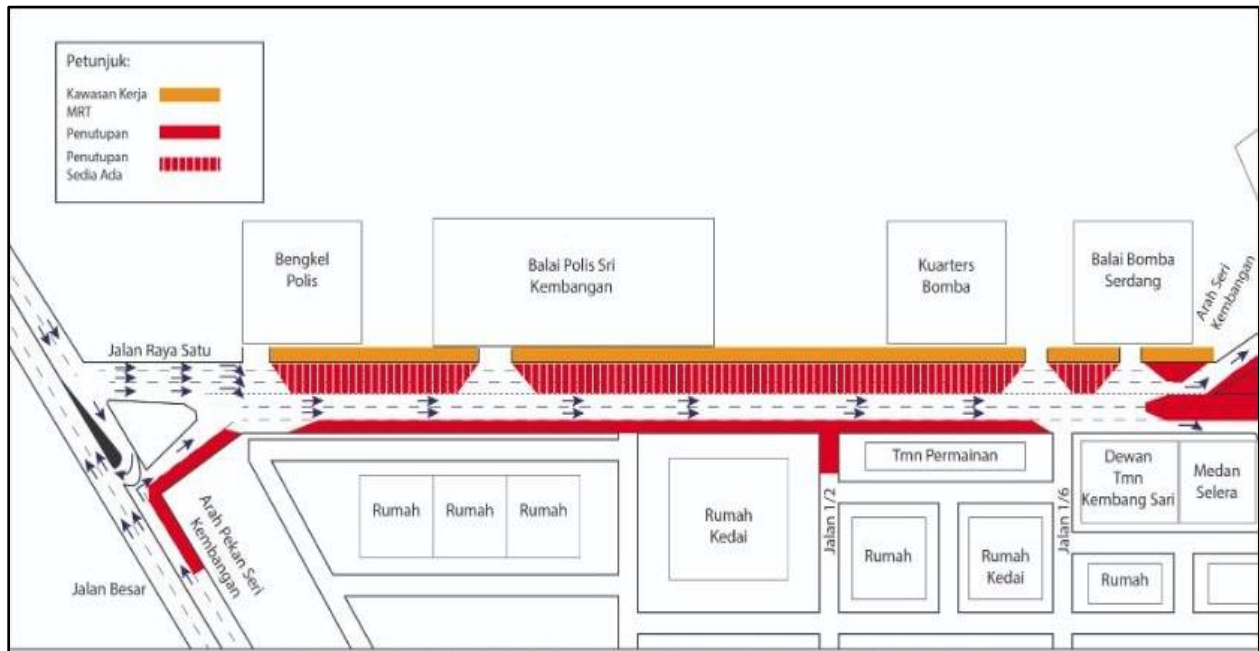 Petunjuk:
Kawasan Kerja
MRT
Penutupan
Penutupan
Sedia Ada
Bengkel
Polis
Balai Polis Sri
Kembangan
Kuarters
Bomba
Balai Bomba
Serdang
Arah Seri
Kembangan
Jalan Raya Satu
Tmn Permainan
Dewan
Tmn
Kembang Sari
Medan
Selera
Rumah
Rumah
Rumah
Rumah
Kedai
Jalan 1/2
Rumah
Rumah
Kedai
Jalan 1/6
Rumah
Arah Pekan Seri
Kembangan
Jalan Besar